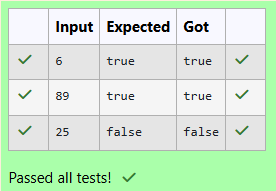 Input Expected Got
6 true true
89 true true
25 false false
Passed all tests!